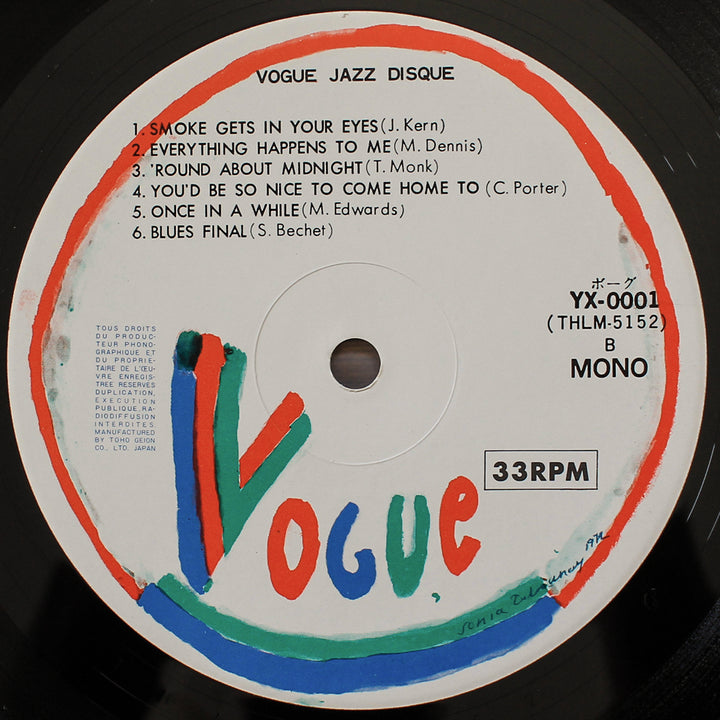 VOGUE JAZZ DISQUE
1. SMOKE GETS IN YOUR EYES (J. Kern)
2. EVERYTHING HAPPENS TO ME (M. Dennis)
3. 'ROUND ABOUT MIDNIGHT (T. Monk)
4. YOU'D BE SO NICE TO COME HOME TO (C. Porter)
5. ONCE IN A WHILE (M. Edwards)
6. BLUES FINAL (S. Bechet)
ボーグ
YX-0001
(THLM-5152)
B
MONO
TOUS DROITS
DU PRODUC-
TEUR PHONO-
GRAPHIQUE ET
DU PROPRIE-
TAIRE DE L'ŒU-
VRE ENREGIS-
TREE RESERVES
DUPLICATION,
EXECUTION
PUBLIQUE, RA-
DIODIFFUSION
INTERDITES.
MANUFACTURED
BY TOHO GEION
CO., LTD. JAPAN
VOGUE
33RPM
Sonia Delaunay